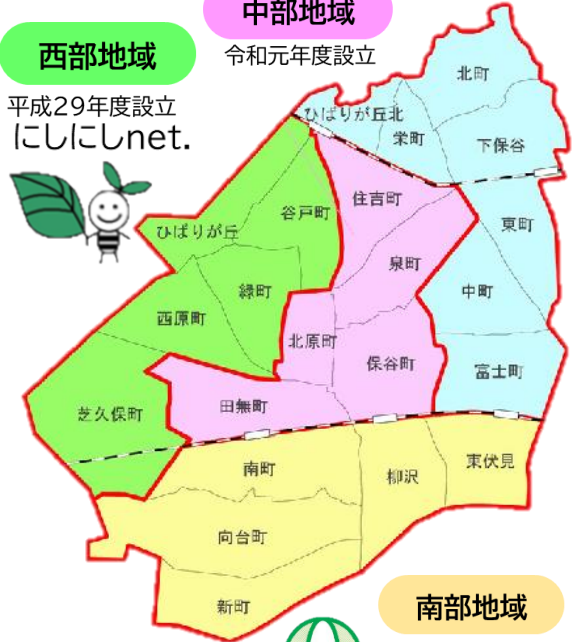 中部地域
令和元年度設立
西部地域
平成29年度設立
にしにしnet.
北町
ひばりが丘北
栄町
下保谷
谷戸町
住吉町
東町
ひばりが丘
泉町
緑町
中町
西原町
北原町
保谷町
富士町
芝久保町
田無町
南町
柳沢
東伏見
向台町
新町
南部地域